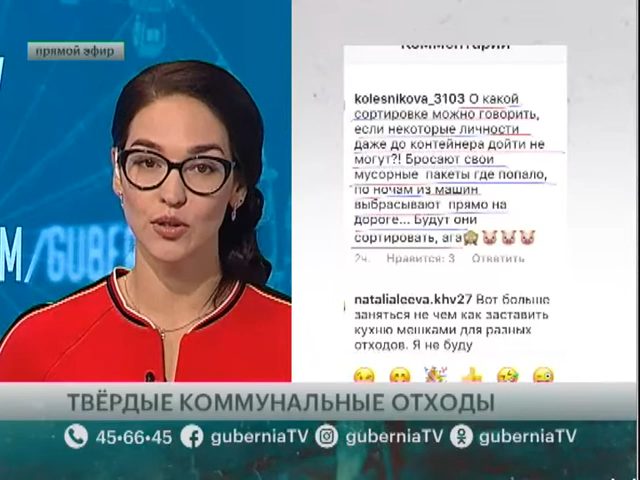 прямой эфир
M/GUBER
Комментарии
kolesnikova_3103 О какой
сортировке можно говорить,
если некоторые личности
даже до контейнера дойти не
могут?! Бросают свои
мусорные пакеты где попало,
по ночам из машин
выбрасывают прямо на
дороге... Будут они
сортировать, ага
2ч. Нравится: 3 Ответить
natalialeeva.khv27 Вот больше
заняться не чем как заставить
кухню мешками для разных
отходов. Я не буду
ТВЁРДЫЕ КОММУНАЛЬНЫЕ ОТХОДЫ
45•66•45 guberniaTV guberniaTV guberniaTV